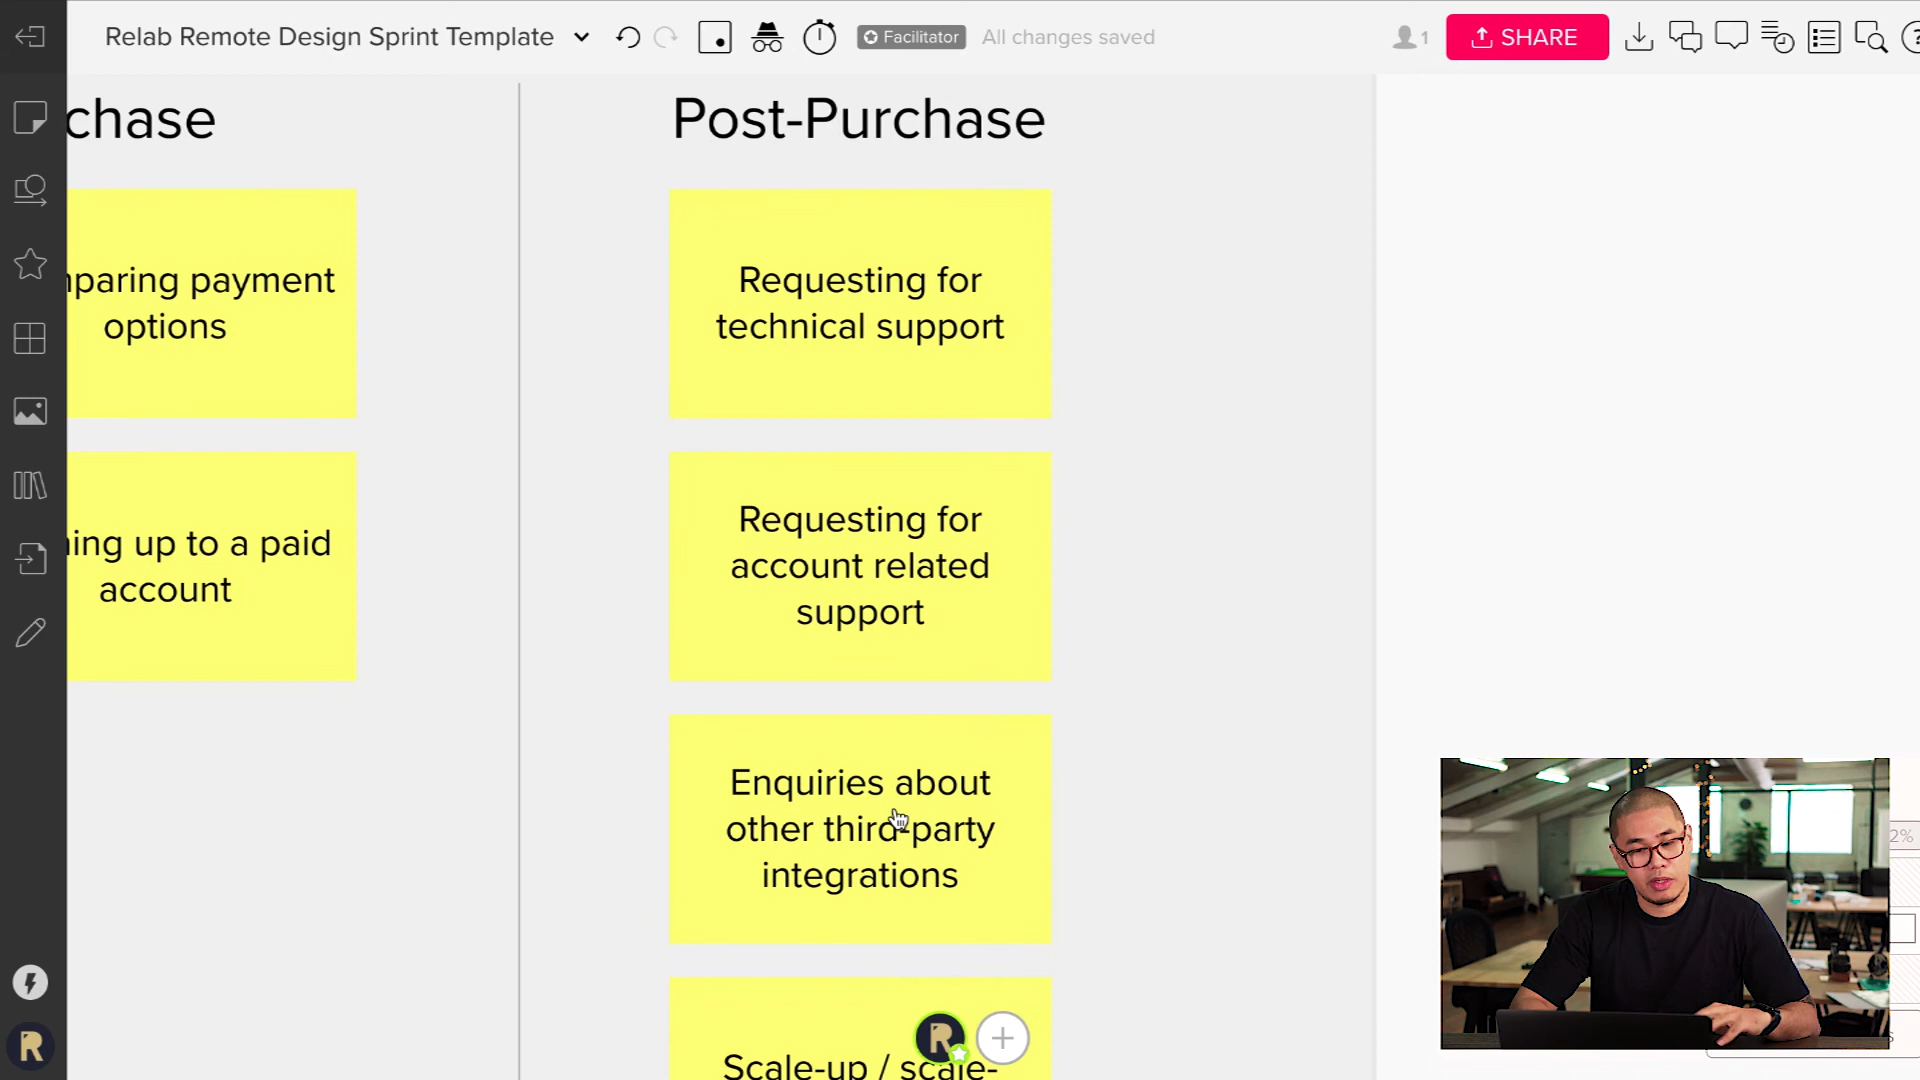 Relab Remote Design Sprint Template
Facilitator
All changes saved
1
SHARE
?
chase
Post-Purchase
paring payment
options
Requesting for
technical support
ing up to a paid
account
Requesting for
account related
support
Enquiries about
other third-party
integrations
Scale-up / scale-
R
R
2%
s